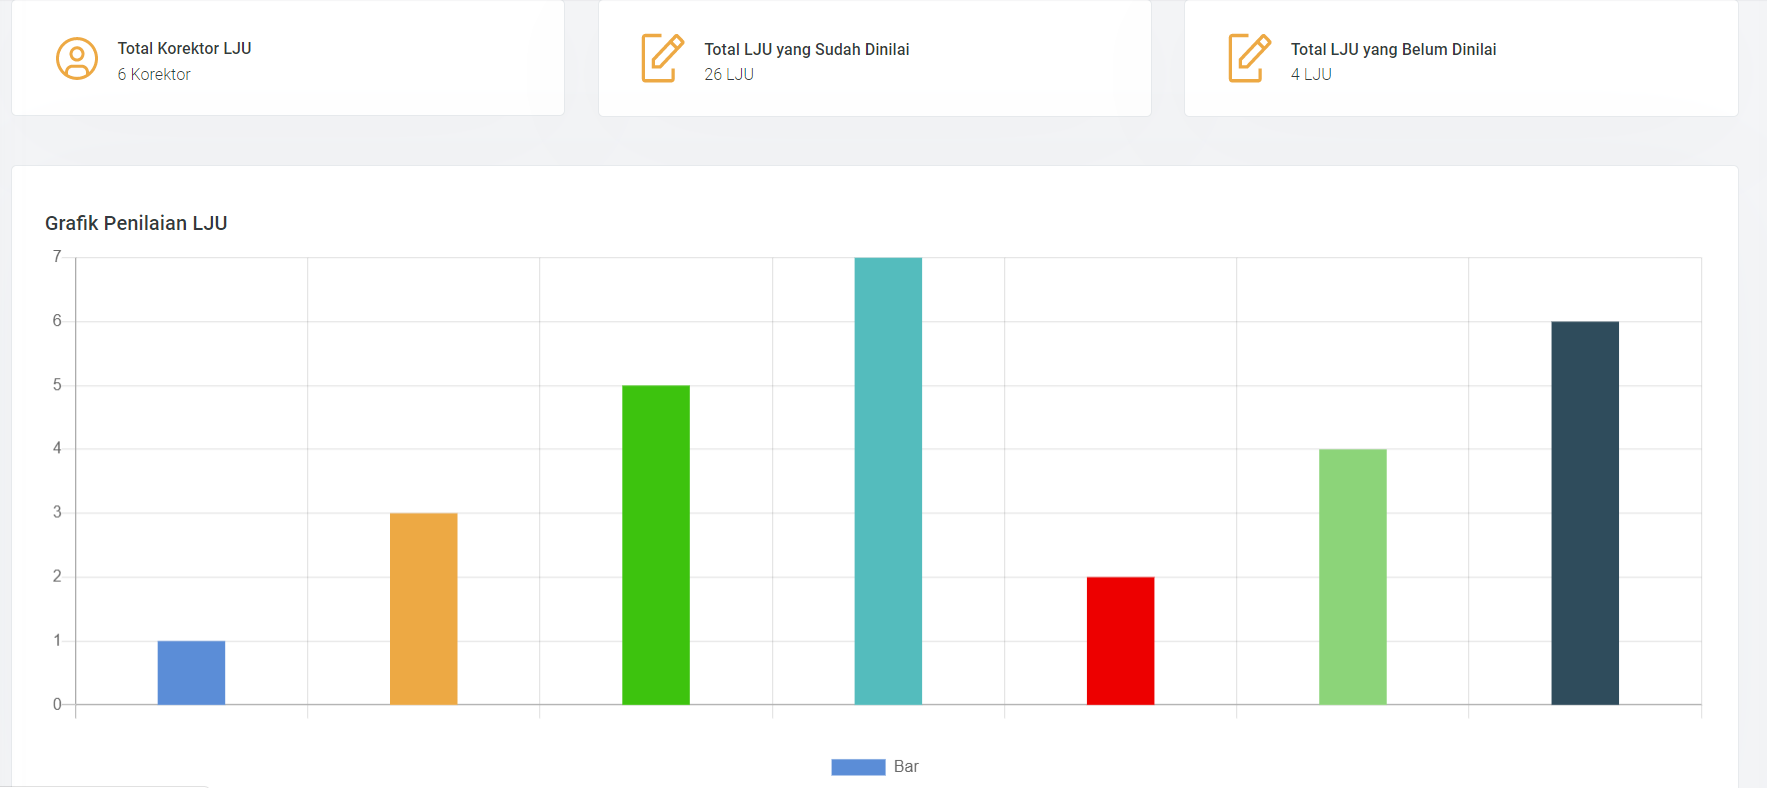 Total Korektor LJU
6 Korektor
Total LJU yang Sudah Dinilai
26 LJU
Total LJU yang Belum Dinilai
4 LJU
Grafik Penilaian LJU
7
6
5
4
3
2
1
0
Bar